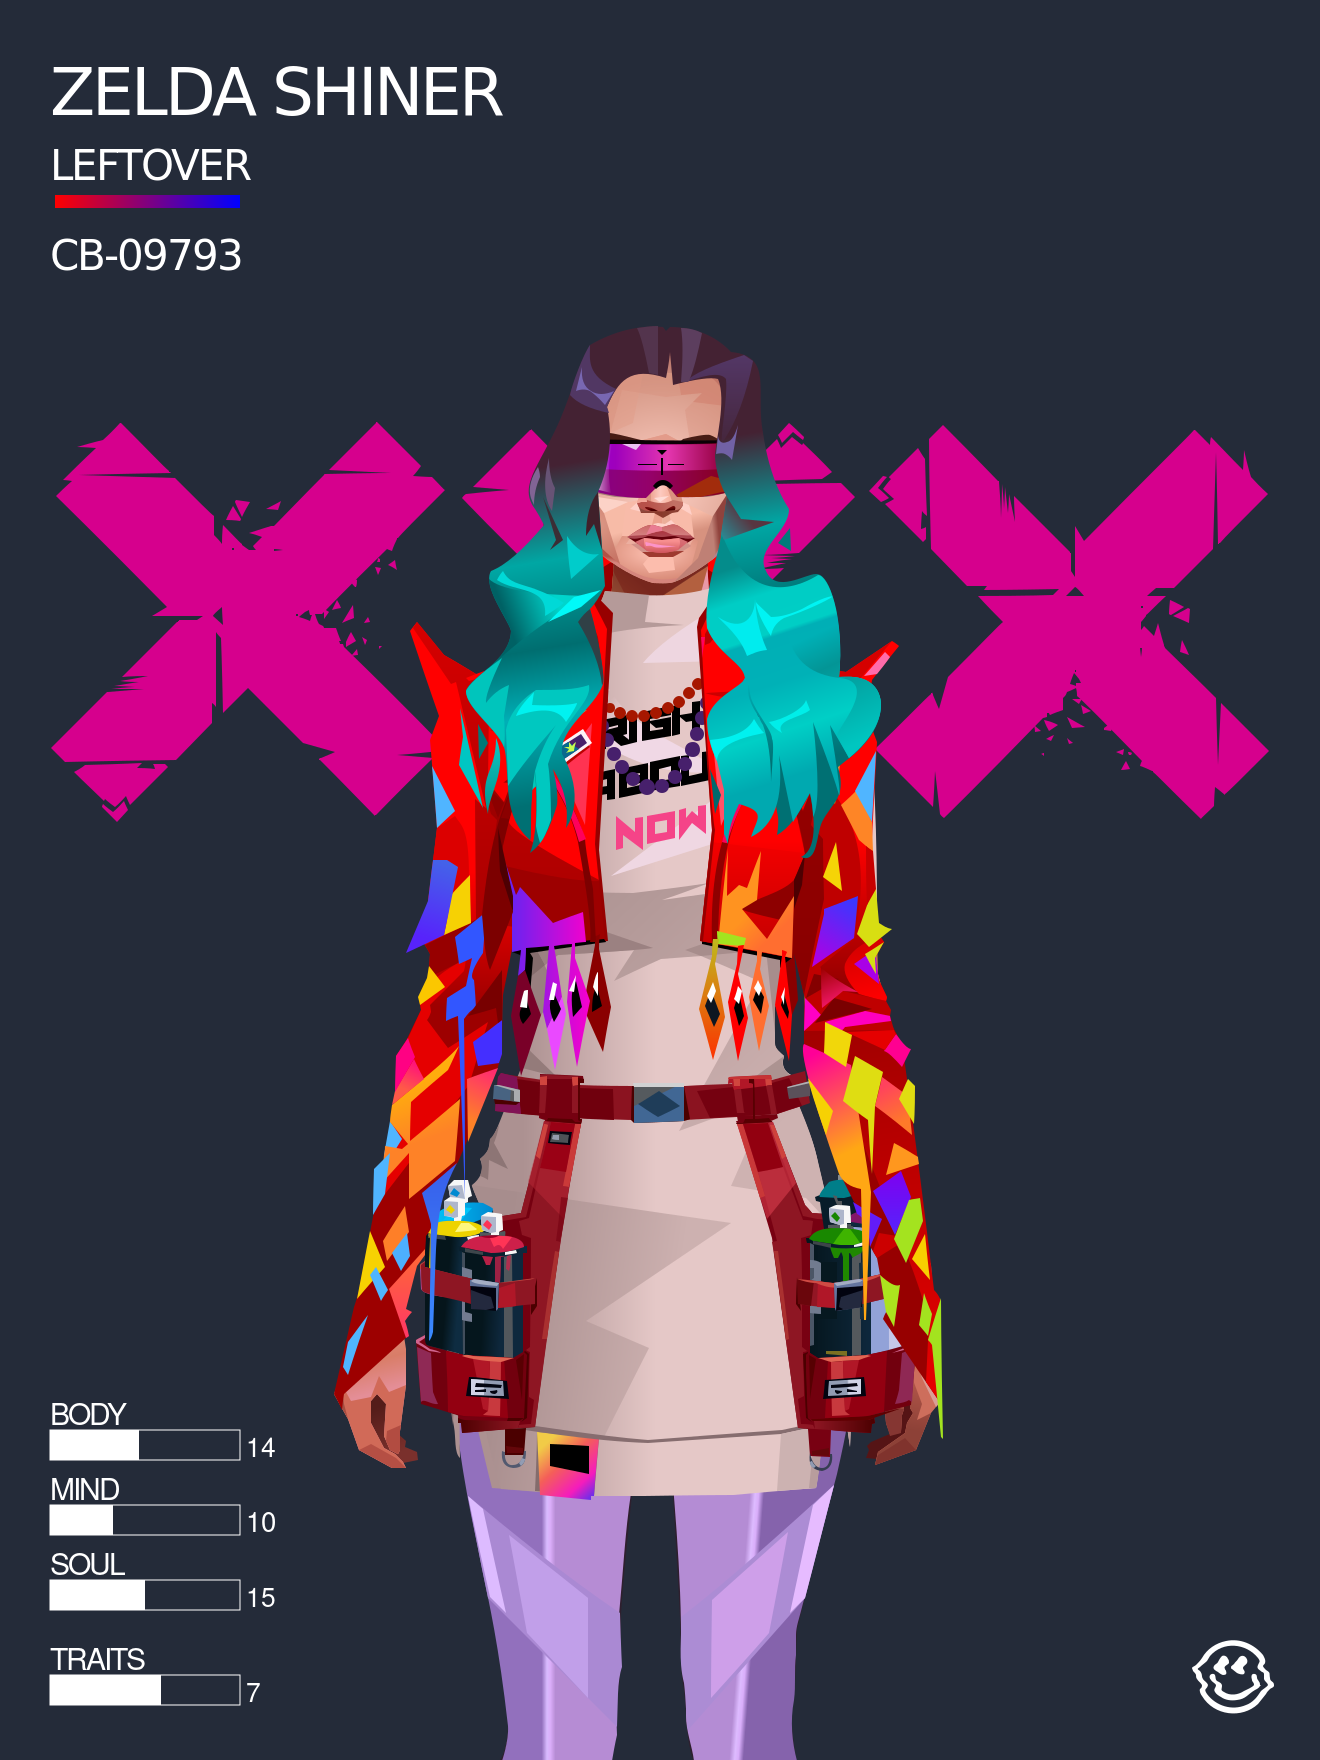 ZELDA SHINER
LEFTOVER
CB-09793
NOW
BODY
14
MIND
10
SOUL
15
TRAITS
7